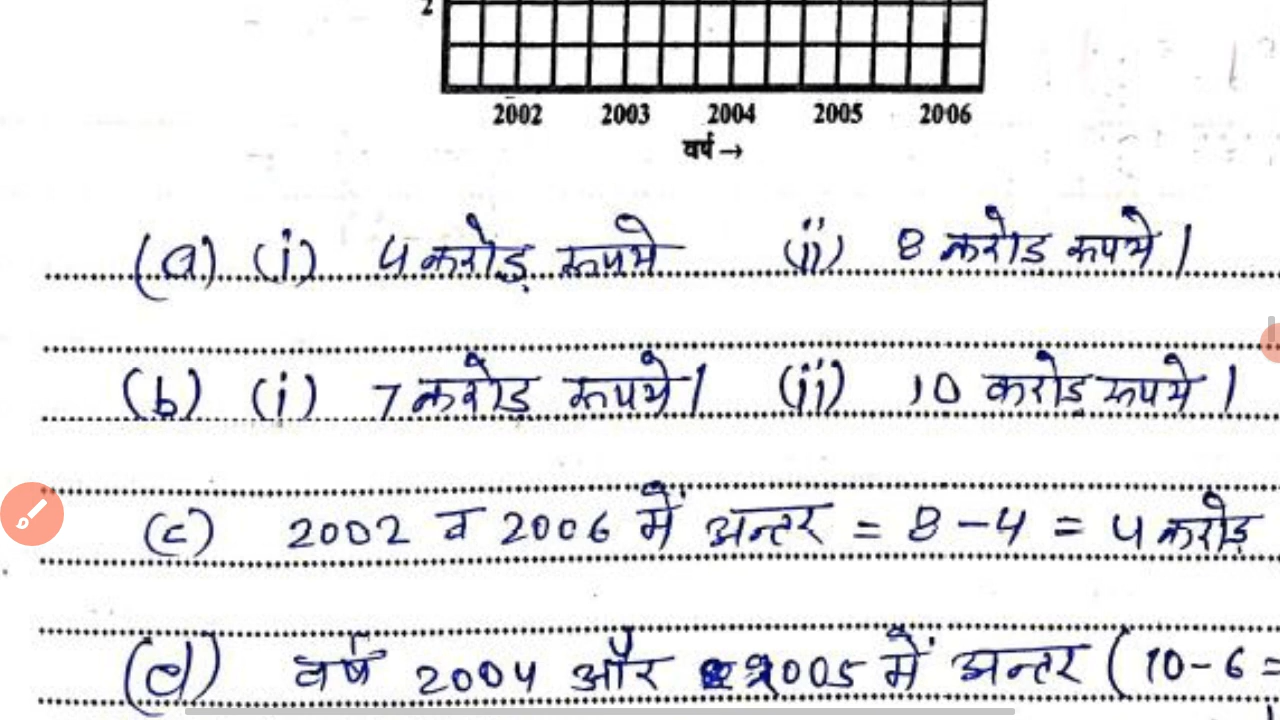 2
2002 2003 2004 2005 2006
वर्ष →
(a) (i) 4 करोड़ रूपये (ii) 8 करोड़ रूपये।
(b) (i) 7 करोड़ रूपये। (ii) 10 करोड़ रूपये।
(c) 2002 व 2006 में अन्तर = 8 - 4 = 4 करोड़
(d) वर्ष 2004 और 2005 में अन्तर (10 - 6 =